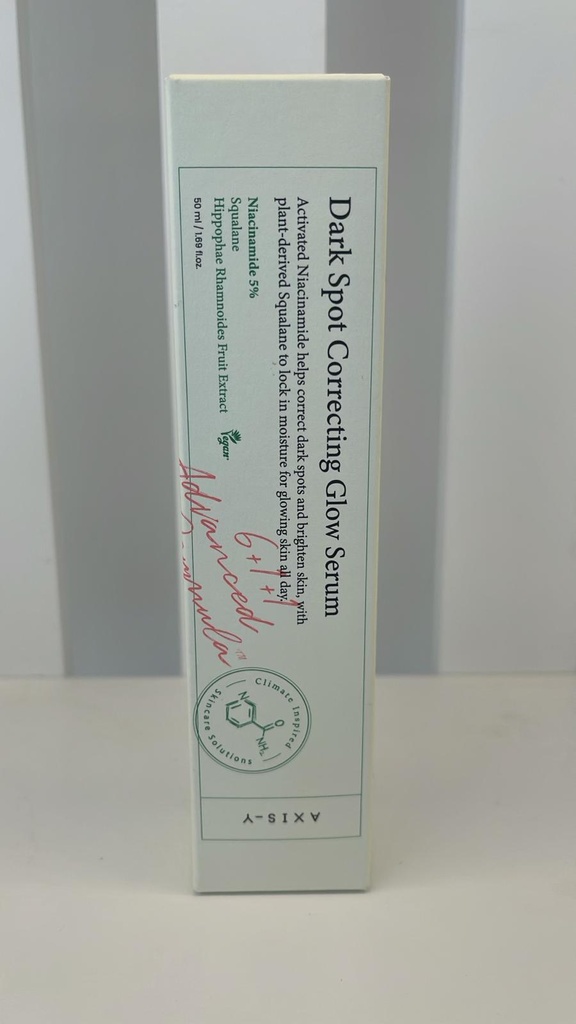 Dark Spot Correcting Glow Serum
Activated Niacinamide helps correct dark spots and brighten skin, with
plant-derived Squalane to lock in moisture for glowing skin all day.
Niacinamide 5%
Squalane
Hippophae Rhamnoides Fruit Extract
Vegan
50 ml / 1.69 fl.oz.
6+1+1
Advanced
TM
Climate Inspired
Skincare Solutions
N
O
NH₂
AXIS-Y